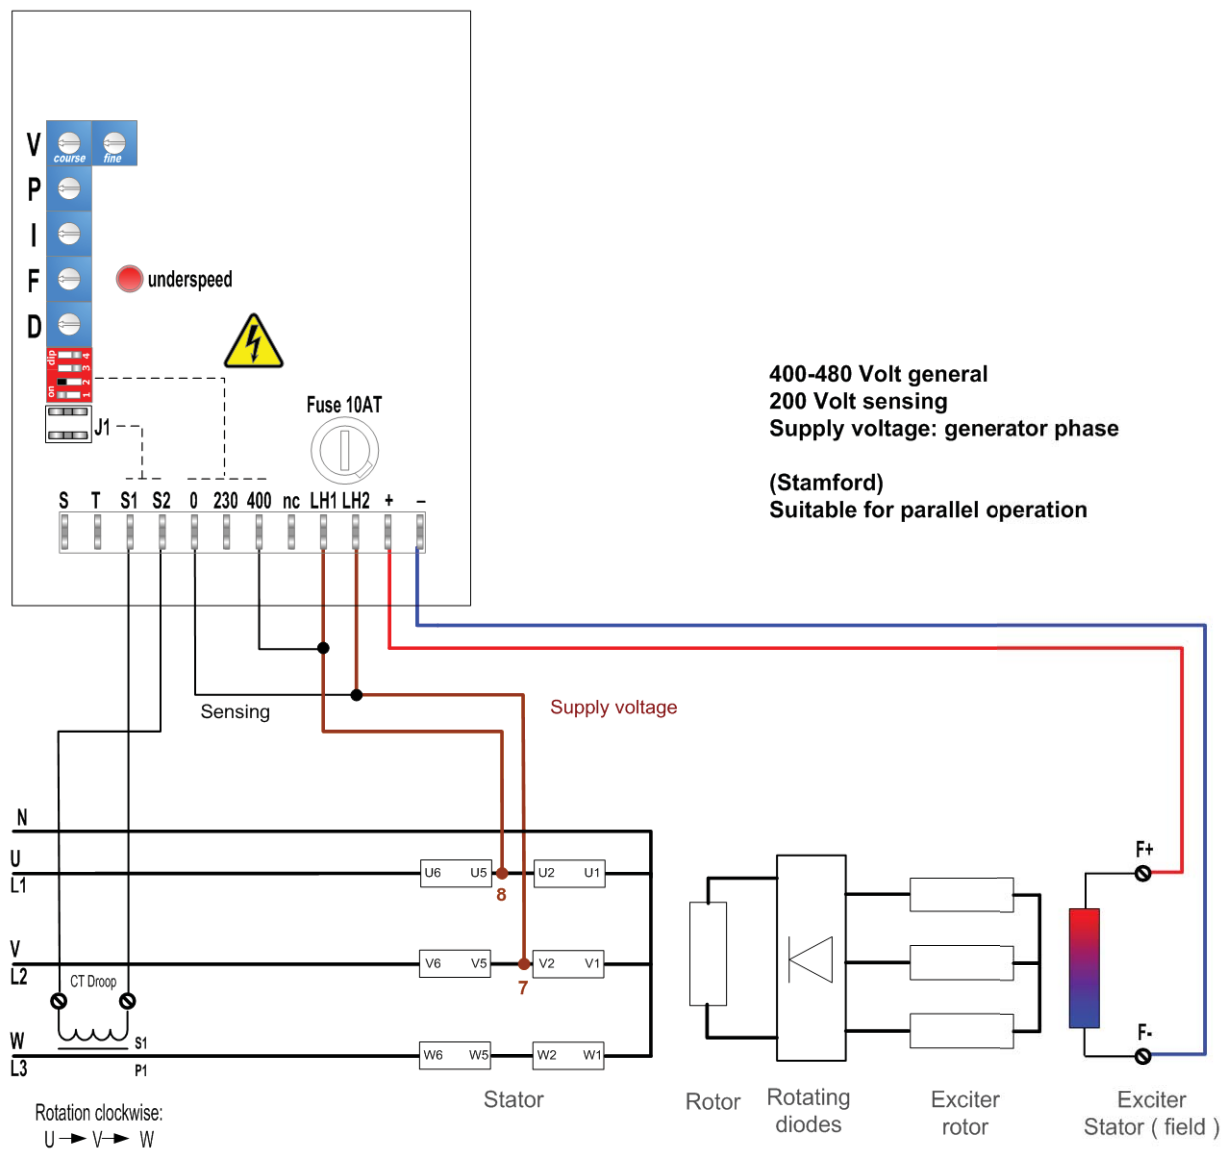 V
course
fine
P
I
F
underspeed
D
dip
on
4
3
2
1
J1
Fuse 10AT
S T S1 S2 0 230 400 nc LH1 LH2 + –
400-480 Volt general
200 Volt sensing
Supply voltage: generator phase
(Stamford)
Suitable for parallel operation
Sensing
Supply voltage
N
U
L1
U6 U5 U2 U1
8
V
L2
V6 V5 V2 V1
7
CT Droop
W
L3
S1
P1
W6 W5 W2 W1
F+
F-
Stator
Rotor
Rotating
diodes
Exciter
rotor
Exciter
Stator ( field )
Rotation clockwise:
U V W